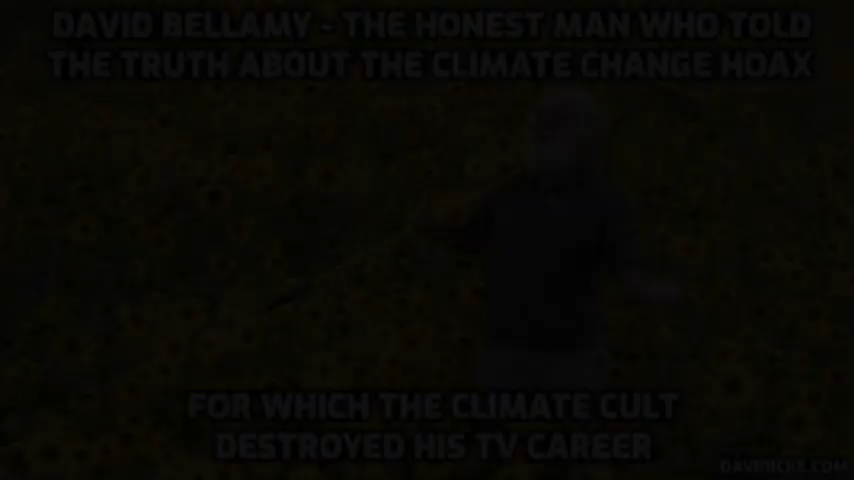 DAVID BELLAMY - THE HONEST MAN WHO TOLD
THE TRUTH ABOUT THE CLIMATE CHANGE HOAX
FOR WHICH THE CLIMATE CULT
DESTROYED HIS TV CAREER
DAVIDICKE.COM